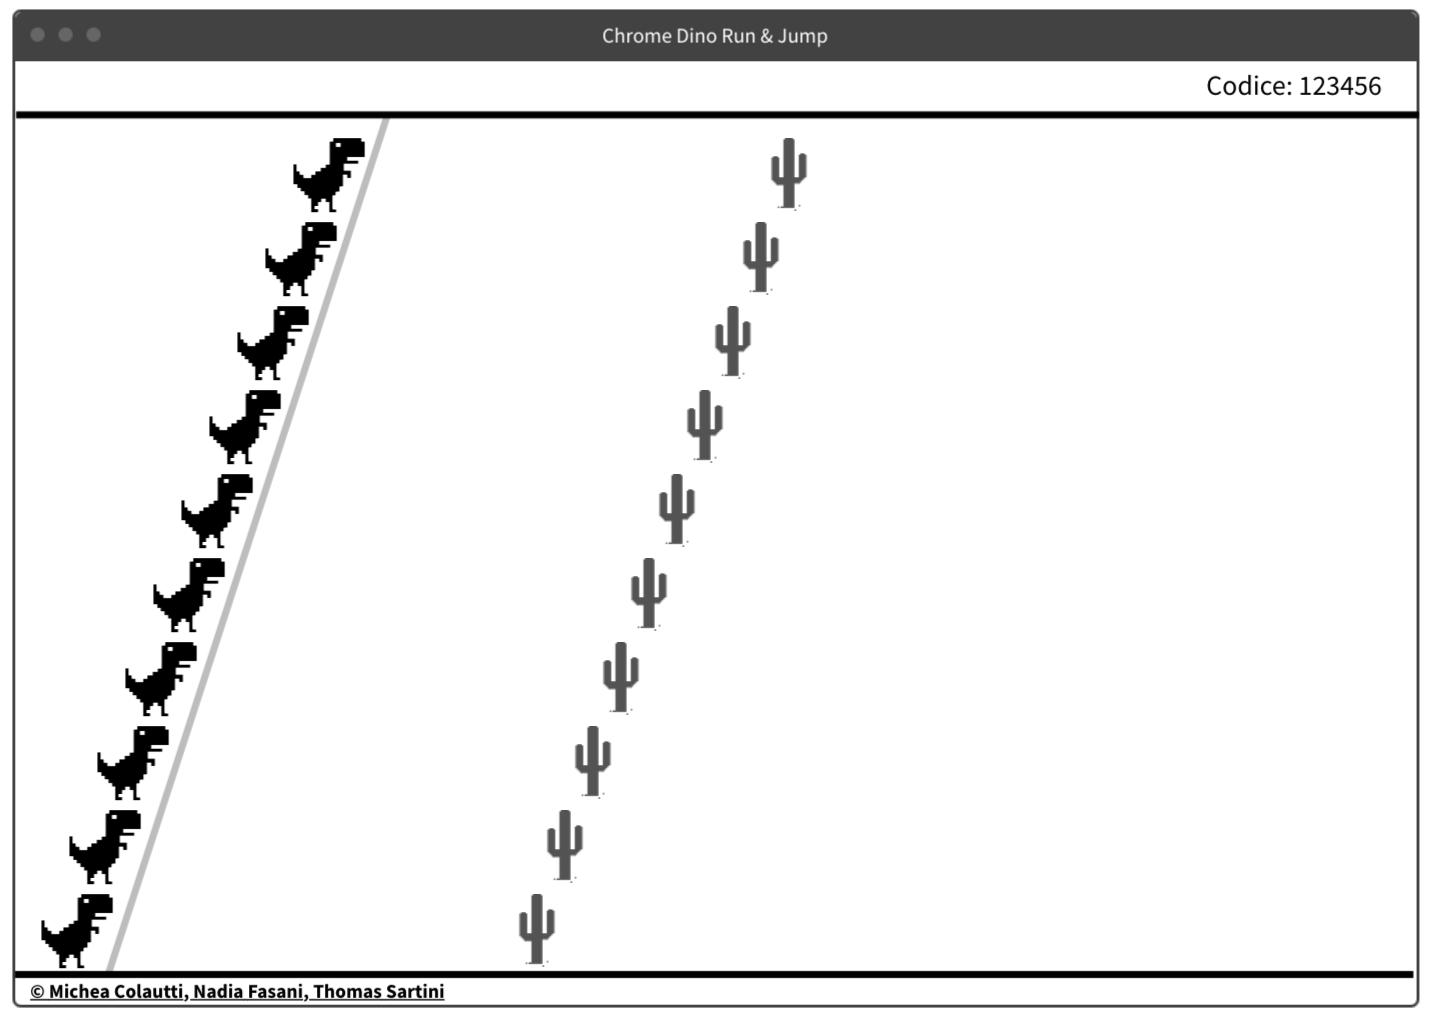 Chrome Dino Run & Jump
Codice: 123456
© Michea Colautti, Nadia Fasani, Thomas Sartini